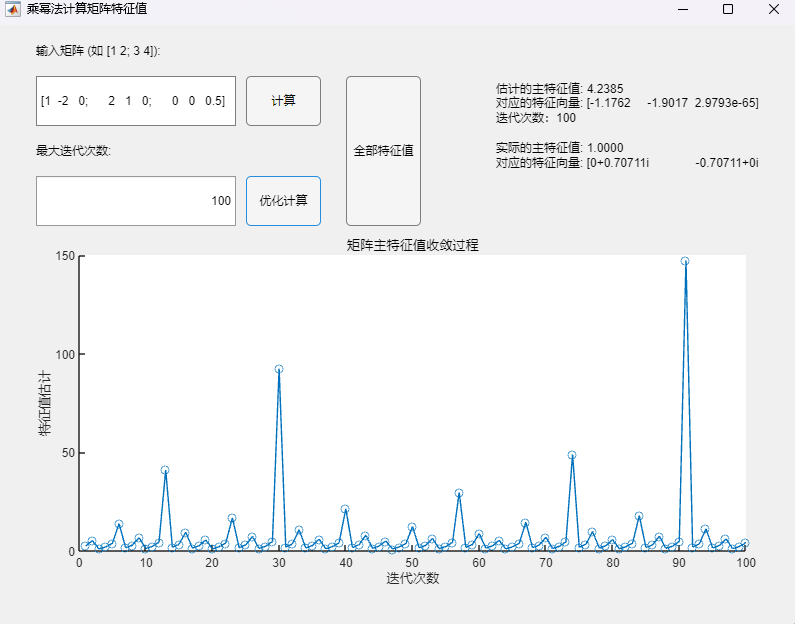 乘幂法计算矩阵特征值
输入矩阵 (如 [1 2; 3 4]):
[1 -2 0; 2 1 0; 0 0 0.5]
计算
全部特征值
估计的主特征值: 4.2385
对应的特征向量: [-1.1762 -1.9017 2.9793e-65]
迭代次数: 100
实际的主特征值: 1.0000
对应的特征向量: [0+0.70711i -0.70711+0i
最大迭代次数:
100
优化计算
矩阵主特征值收敛过程
150
100
50
0
特征值估计
0 10 20 30 40 50 60 70 80 90 100
迭代次数